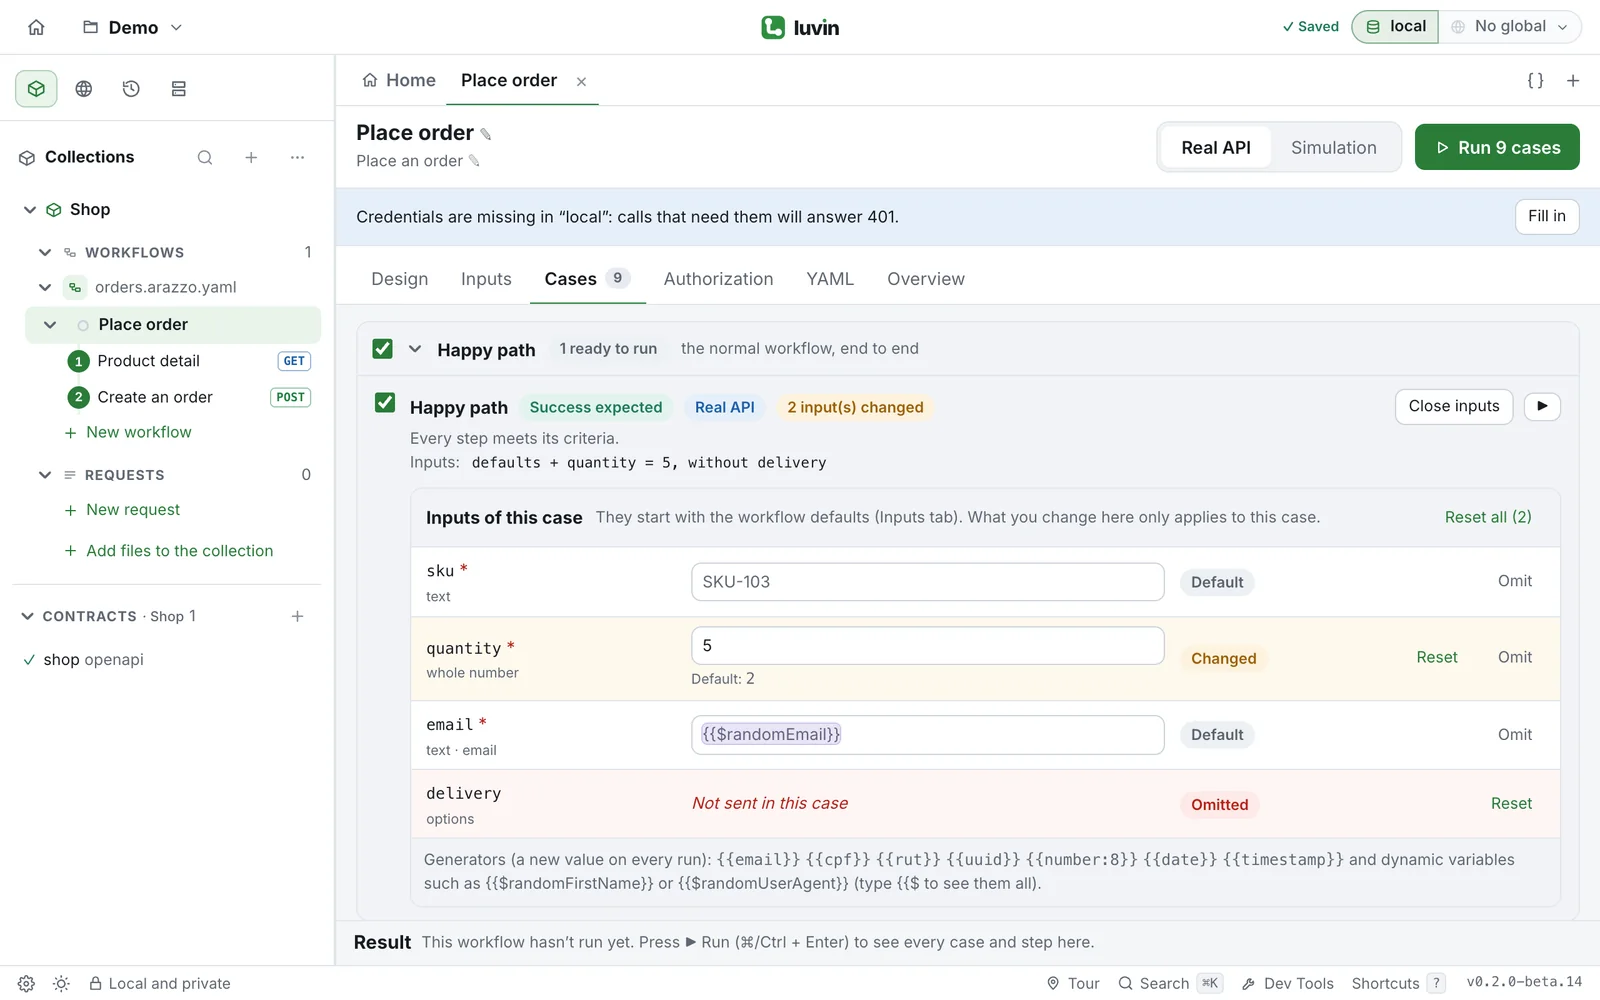 Demo
luvin
Saved
local
No global
Home
Place order
{ }
Collections
Shop
WORKFLOWS 1
orders.arazzo.yaml
Place order
1 Product detail GET
2 Create an order POST
+ New workflow
REQUESTS 0
+ New request
+ Add files to the collection
CONTRACTS · Shop 1
shop openapi
Place order
Place an order
Real API
Simulation
Run 9 cases
Credentials are missing in “local”: calls that need them will answer 401.
Fill in
Design
Inputs
Cases 9
Authorization
YAML
Overview
Happy path 1 ready to run the normal workflow, end to end
Happy path Success expected Real API 2 input(s) changed
Close inputs
Every step meets its criteria.
Inputs: defaults + quantity = 5, without delivery
Inputs of this case They start with the workflow defaults (Inputs tab). What you change here only applies to this case. Reset all (2)
sku *
text
SKU-103
Default
Omit
quantity *
whole number
5
Default: 2
Changed
Reset
Omit
email *
text · email
{{$randomEmail}}
Default
Omit
delivery
options
Not sent in this case
Omitted
Reset
Generators (a new value on every run): {{email}} {{cpf}} {{rut}} {{uuid}} {{number:8}} {{date}} {{timestamp}} and dynamic variables
such as {{$randomFirstName}} or {{$randomUserAgent}} (type {{$ to see them all).
Result This workflow hasn’t run yet. Press ▶ Run (⌘/Ctrl + Enter) to see every case and step here.
Local and private
Tour
Search ⌘K
Dev Tools
Shortcuts ?
v0.2.0-beta.14